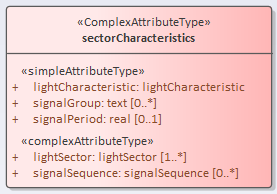 «ComplexAttributeType»
sectorCharacteristics
«simpleAttributeType»
+ lightCharacteristic: lightCharacteristic
+ signalGroup: text [0..*]
+ signalPeriod: real [0..1]
«complexAttributeType»
+ lightSector: lightSector [1..*]
+ signalSequence: signalSequence [0..*]